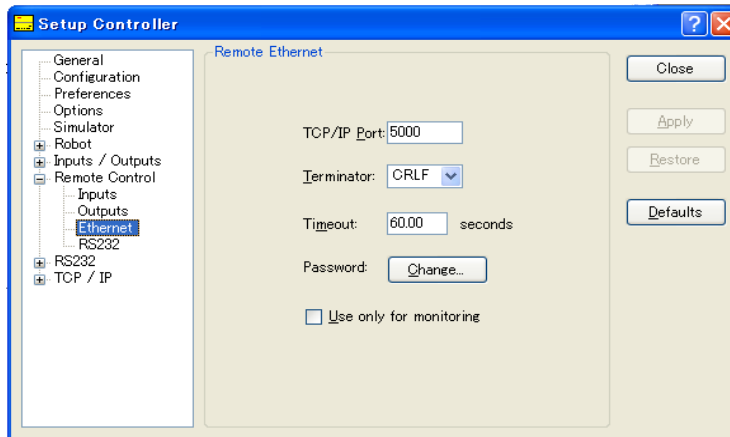 Setup Controller
General
Configuration
Preferences
Options
Simulator
Robot
Inputs / Outputs
Remote Control
Inputs
Outputs
Ethernet
RS232
RS232
TCP / IP
Remote Ethernet
TCP/IP Port: 5000
Terminator: CRLF
Timeout: 60.00 seconds
Password: Change...
Use only for monitoring
Close
Apply
Restore
Defaults